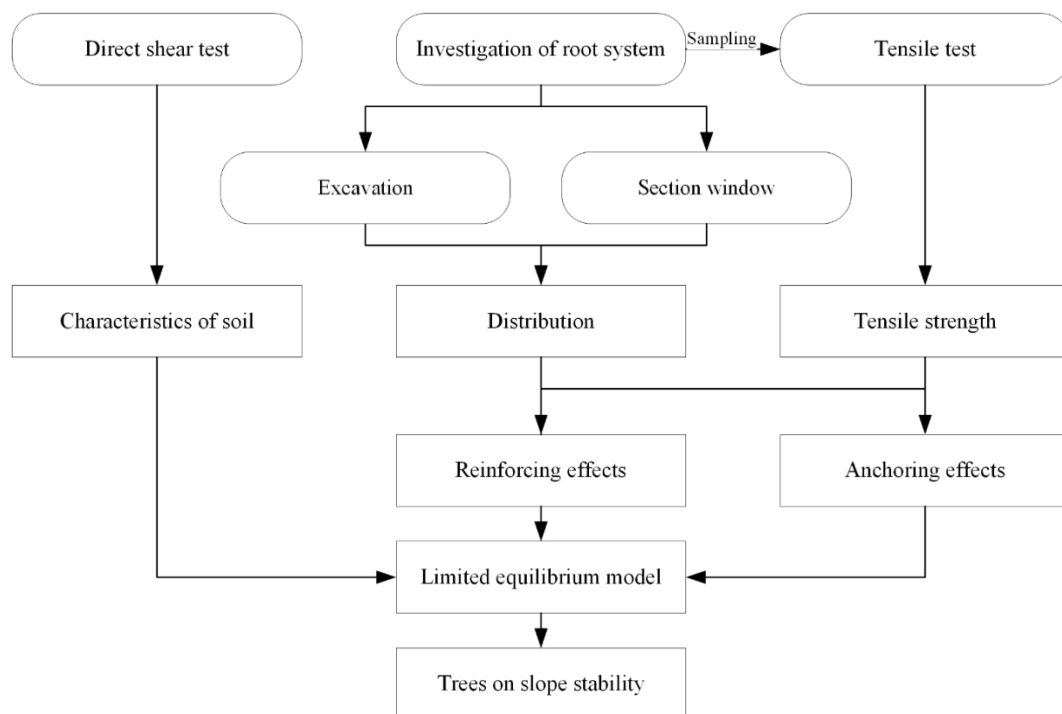 Direct shear test
Investigation of root system
Sampling
Tensile test
Excavation
Section window
Characteristics of soil
Distribution
Tensile strength
Reinforcing effects
Anchoring effects
Limited equilibrium model
Trees on slope stability